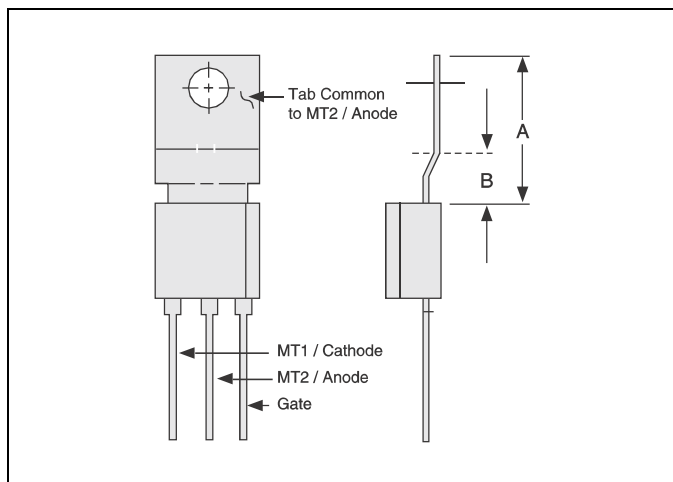 Tab Common
to MT2 / Anode
A
B
MT1 / Cathode
MT2 / Anode
Gate